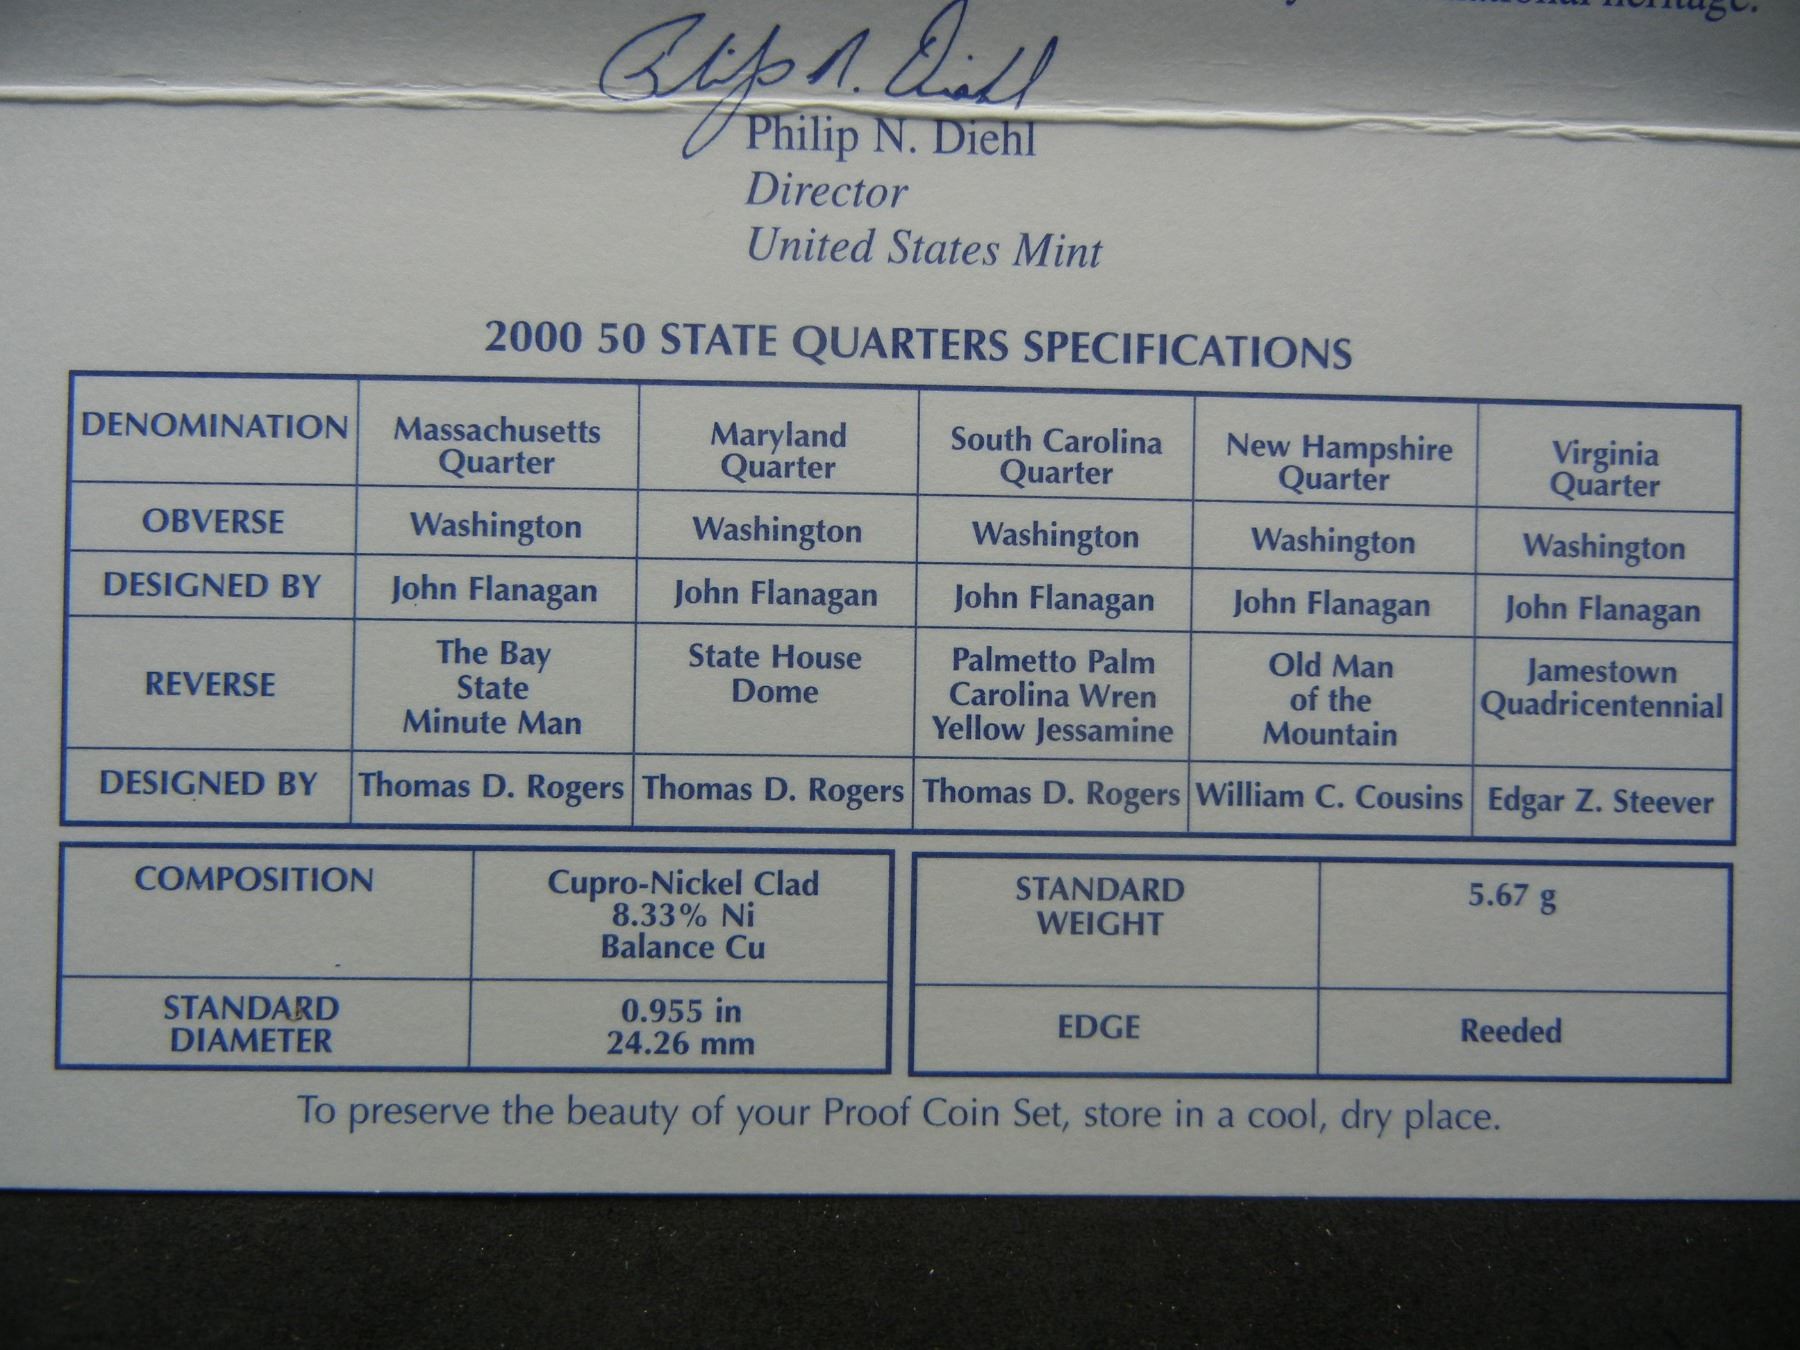 heritage.
Philip N. Diehl
Philip N. Diehl
Director
United States Mint
2000 50 STATE QUARTERS SPECIFICATIONS
DENOMINATION Massachusetts Quarter Maryland Quarter South Carolina Quarter New Hampshire Quarter Virginia Quarter
OBVERSE Washington Washington Washington Washington Washington
DESIGNED BY John Flanagan John Flanagan John Flanagan John Flanagan John Flanagan
REVERSE The Bay State Minute Man State House Dome Palmetto Palm Carolina Wren Yellow Jessamine Old Man of the Mountain Jamestown Quadricentennial
DESIGNED BY Thomas D. Rogers Thomas D. Rogers Thomas D. Rogers William C. Cousins Edgar Z. Steever
COMPOSITION Cupro-Nickel Clad 8.33% Ni Balance Cu
STANDARD DIAMETER 0.955 in 24.26 mm
STANDARD WEIGHT 5.67 g
EDGE Reeded
To preserve the beauty of your Proof Coin Set, store in a cool, dry place.